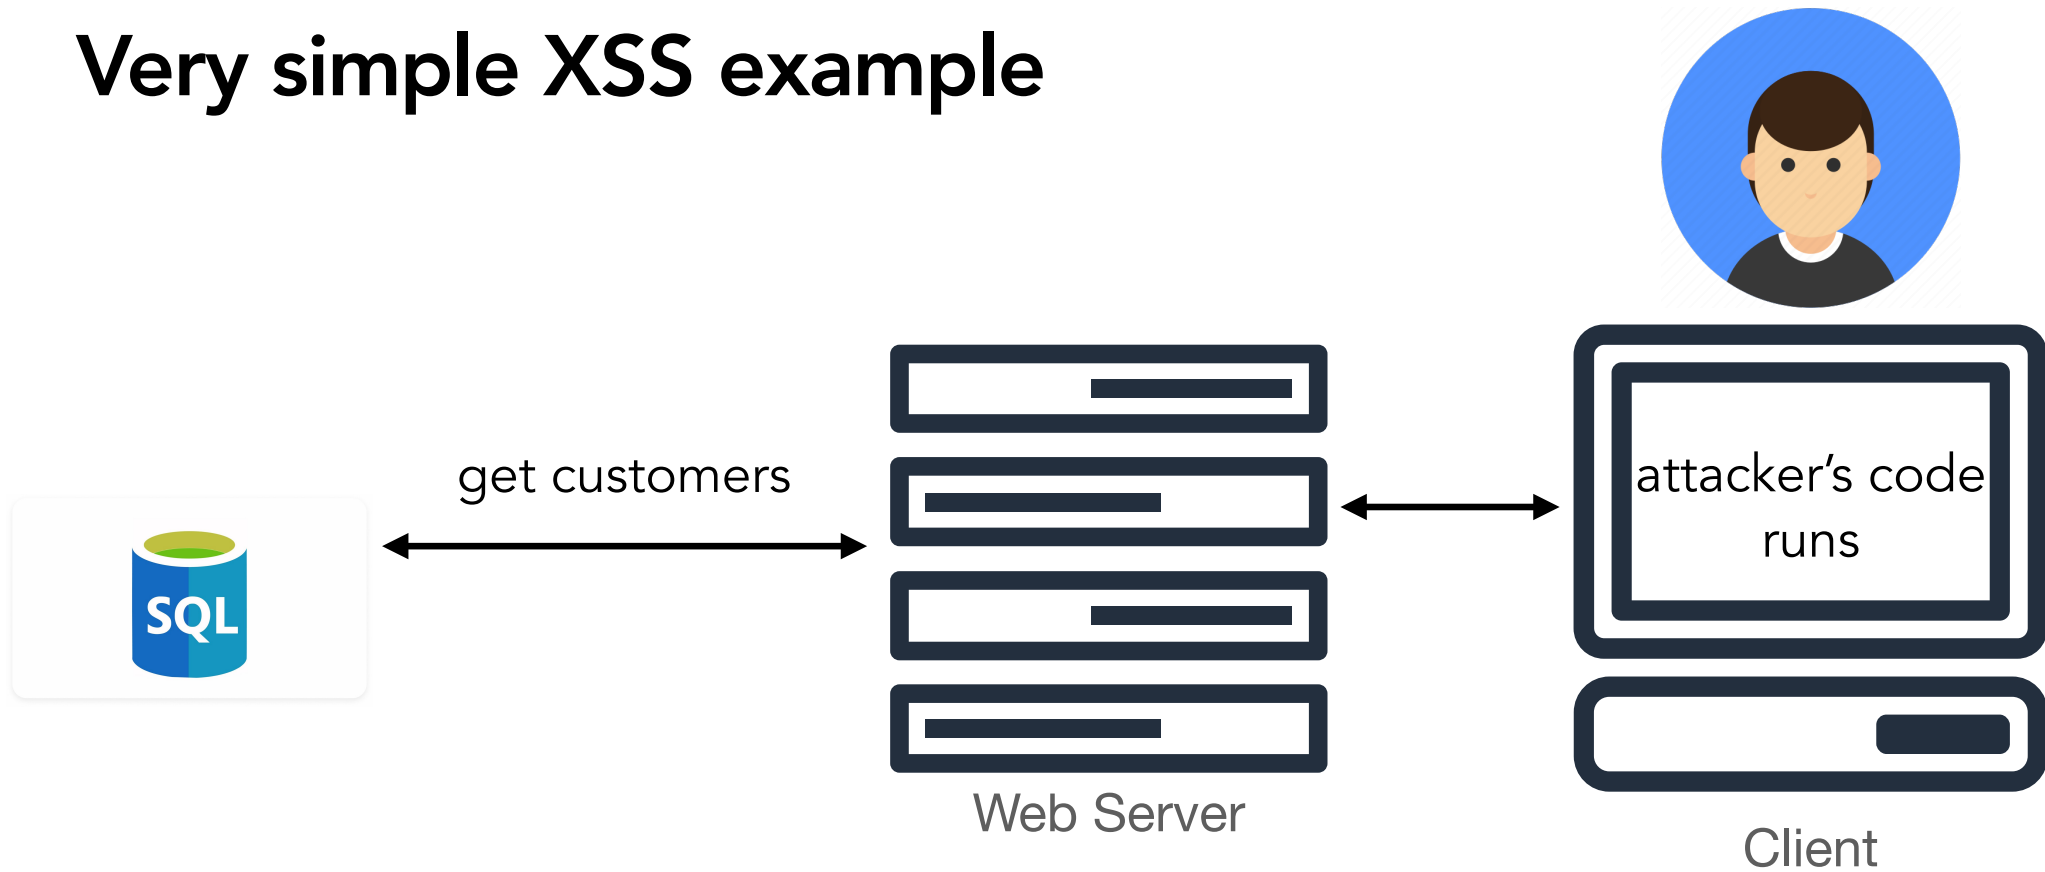 Very simple XSS example
get customers
SQL
attacker‘s code
runs
Web Server
Client